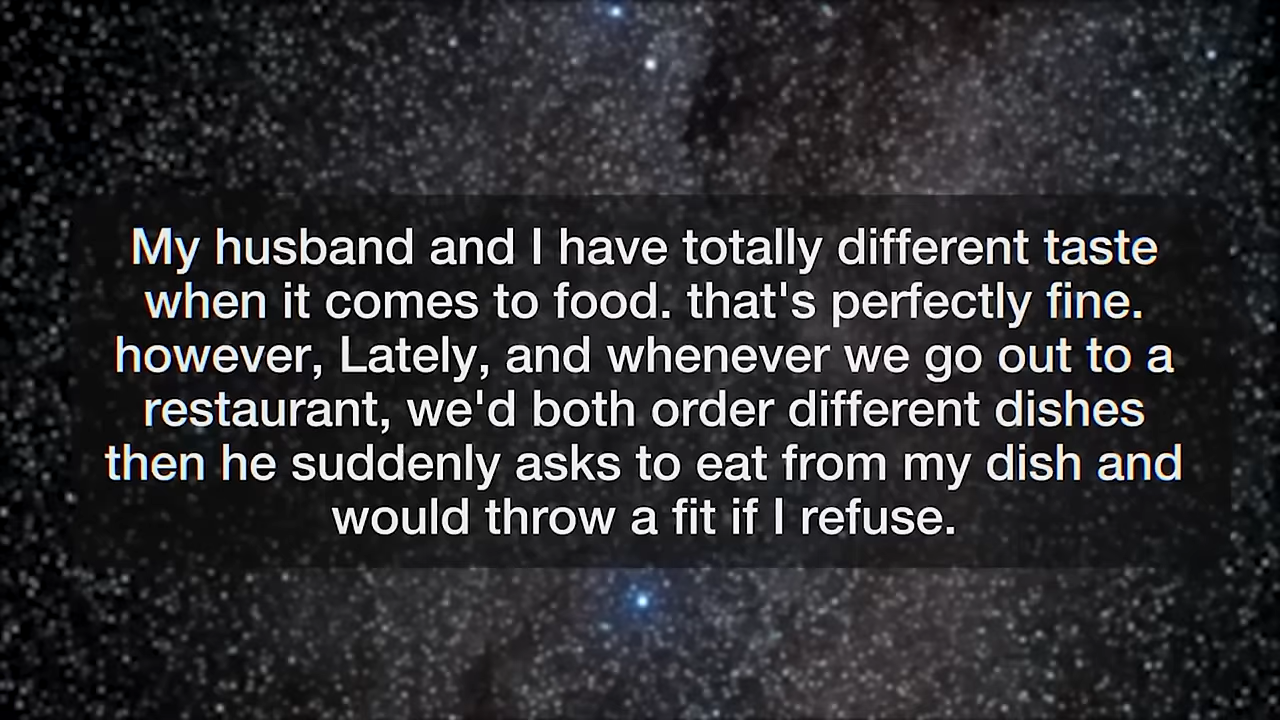 My husband and I have totally different taste
when it comes to food. that's perfectly fine.
however, Lately, and whenever we go out to a
restaurant, we'd both order different dishes
then he suddenly asks to eat from my dish and
would throw a fit if I refuse.